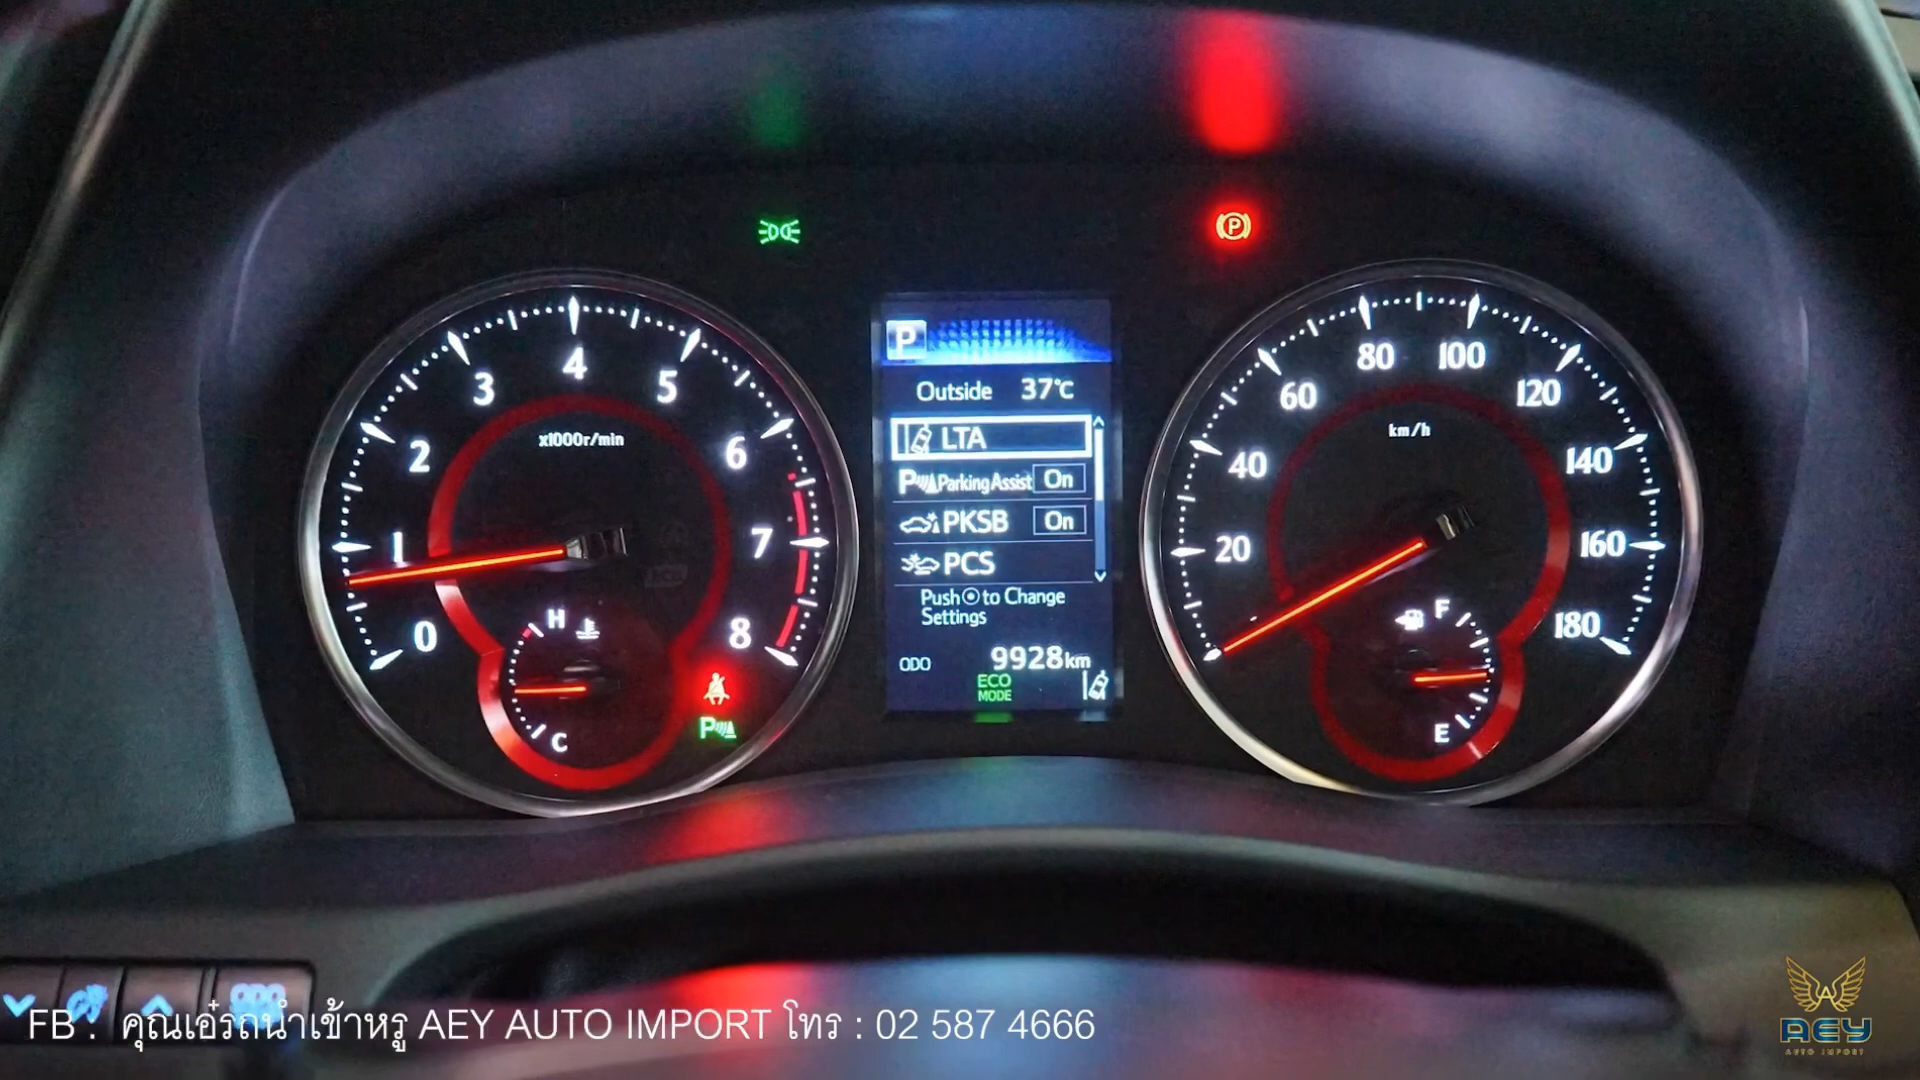 P
Outside 37°C
LTA
P Parking Assist On
PKSB On
PCS
Push to Change
Settings
ODO 9928km
ECO
MODE
0 1 2 3 4 5 6 7 8
x1000r/min
H
C
P
P
20 40 60 80 100 120 140 160 180
km/h
F
E
ODO
FB : คุณเอ๋รถนำเข้าหรู AEY AUTO IMPORT โทร : 02 587 4666
AEY
AUTO IMPORT